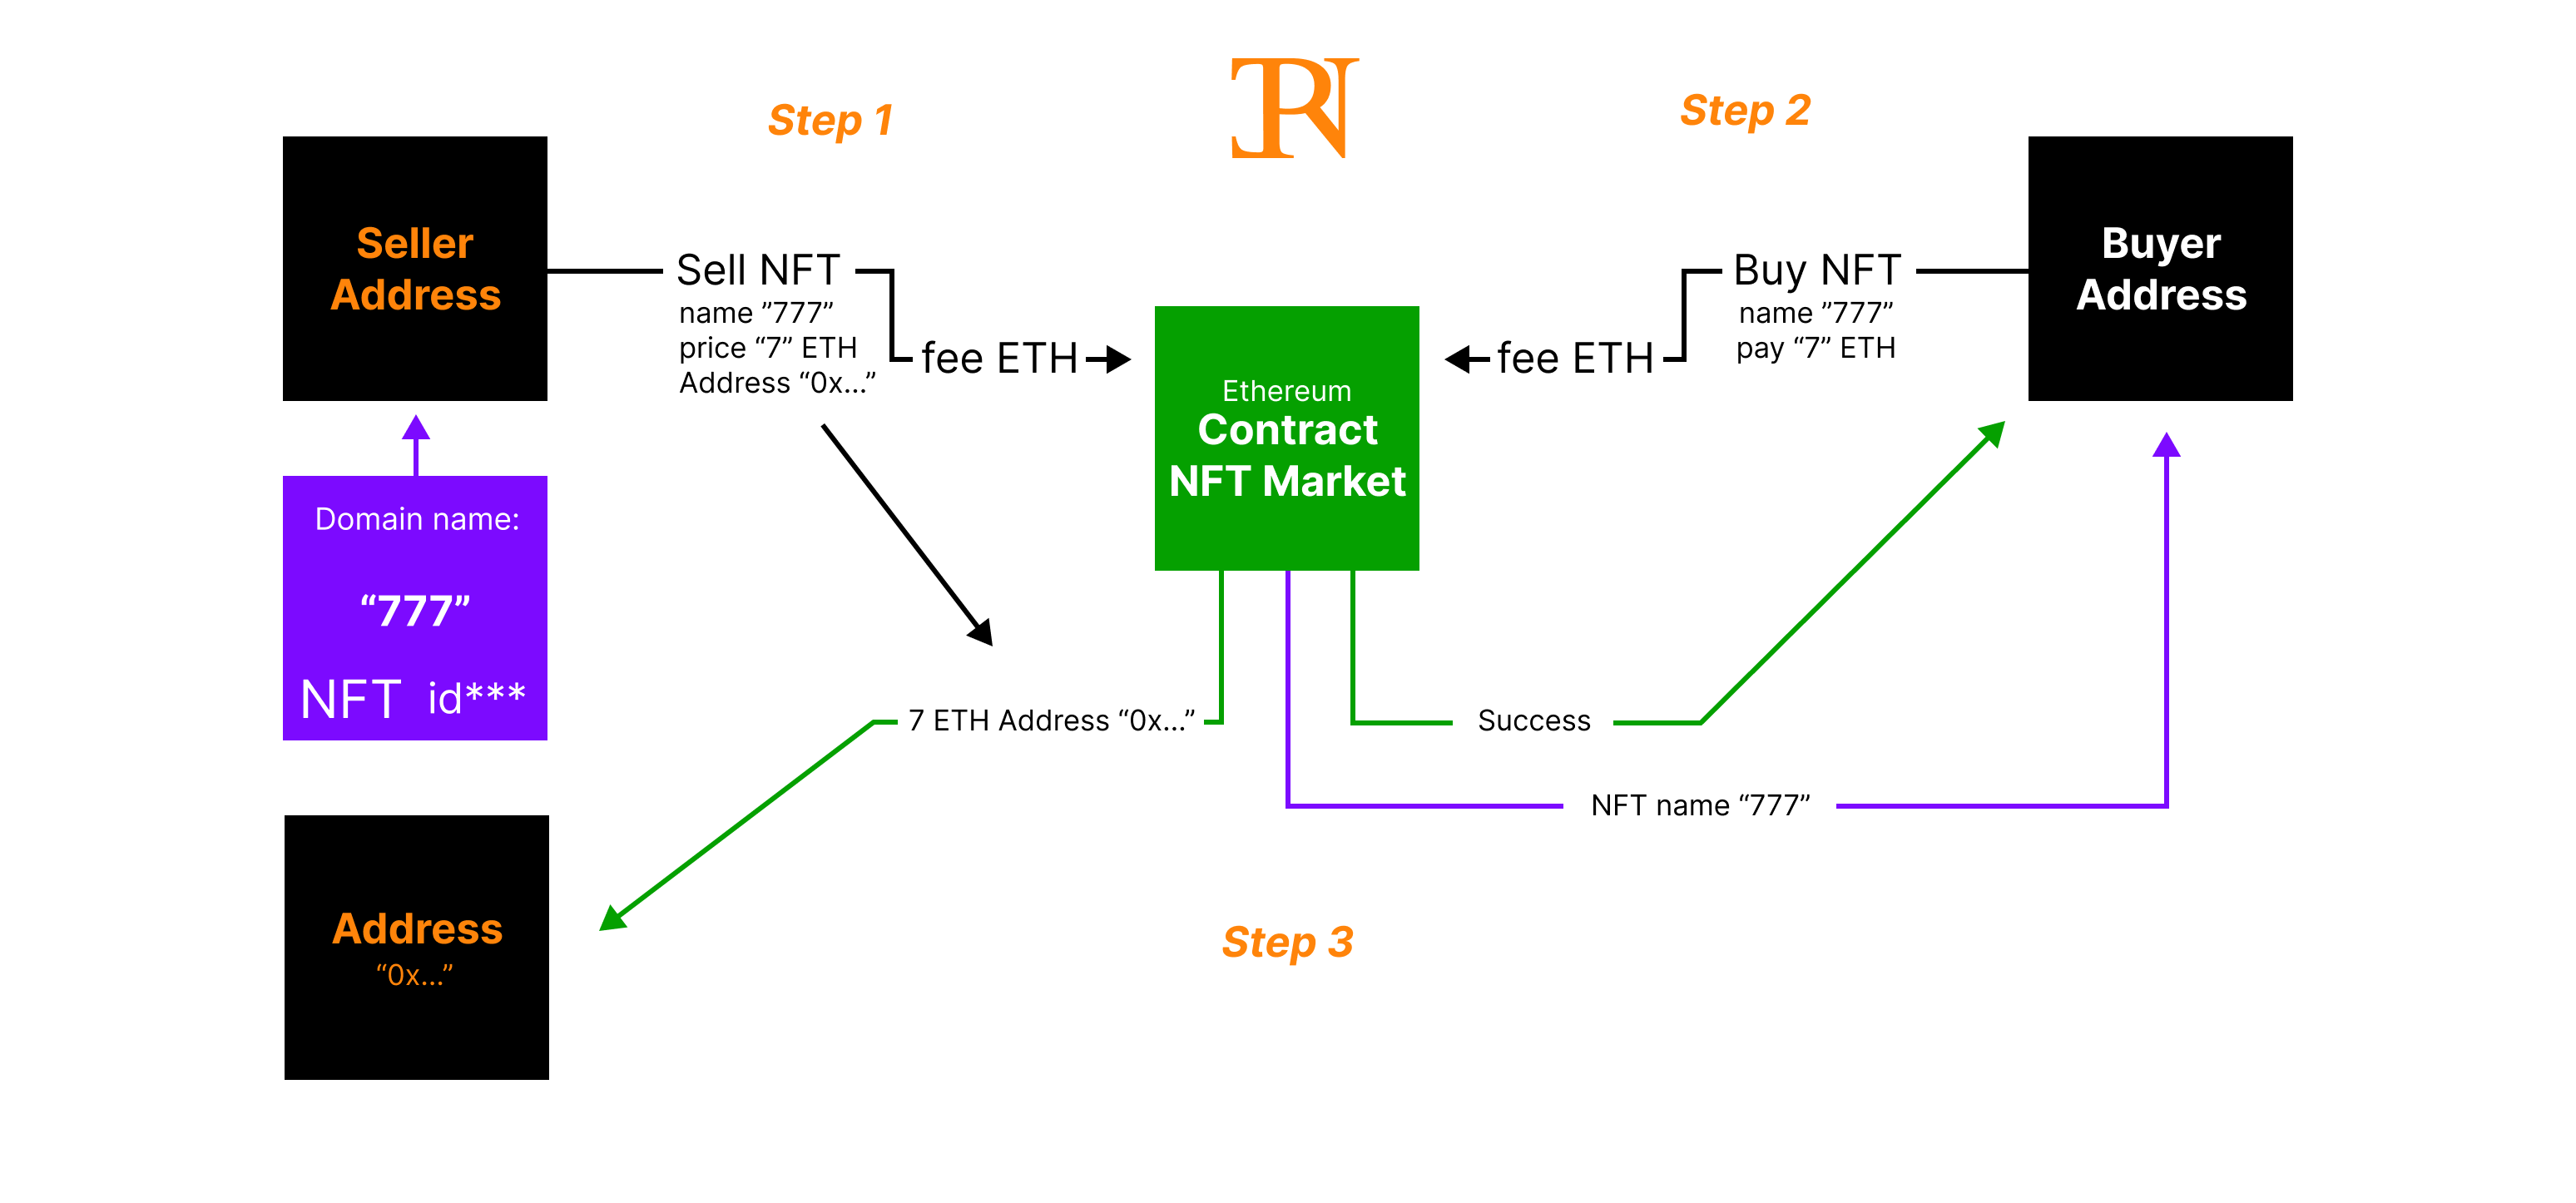 Step 1
Step 2
Seller
Address
Sell NFT
name ”777”
price “7” ETH
Address “0x...”
fee ETH
Ethereum
Contract
NFT Market
fee ETH
Buy NFT
name ”777”
pay “7” ETH
Buyer
Address
Domain name:
“777”
NFT id***
7 ETH Address “0x...”
Success
NFT name “777”
Address
“0x...”
Step 3